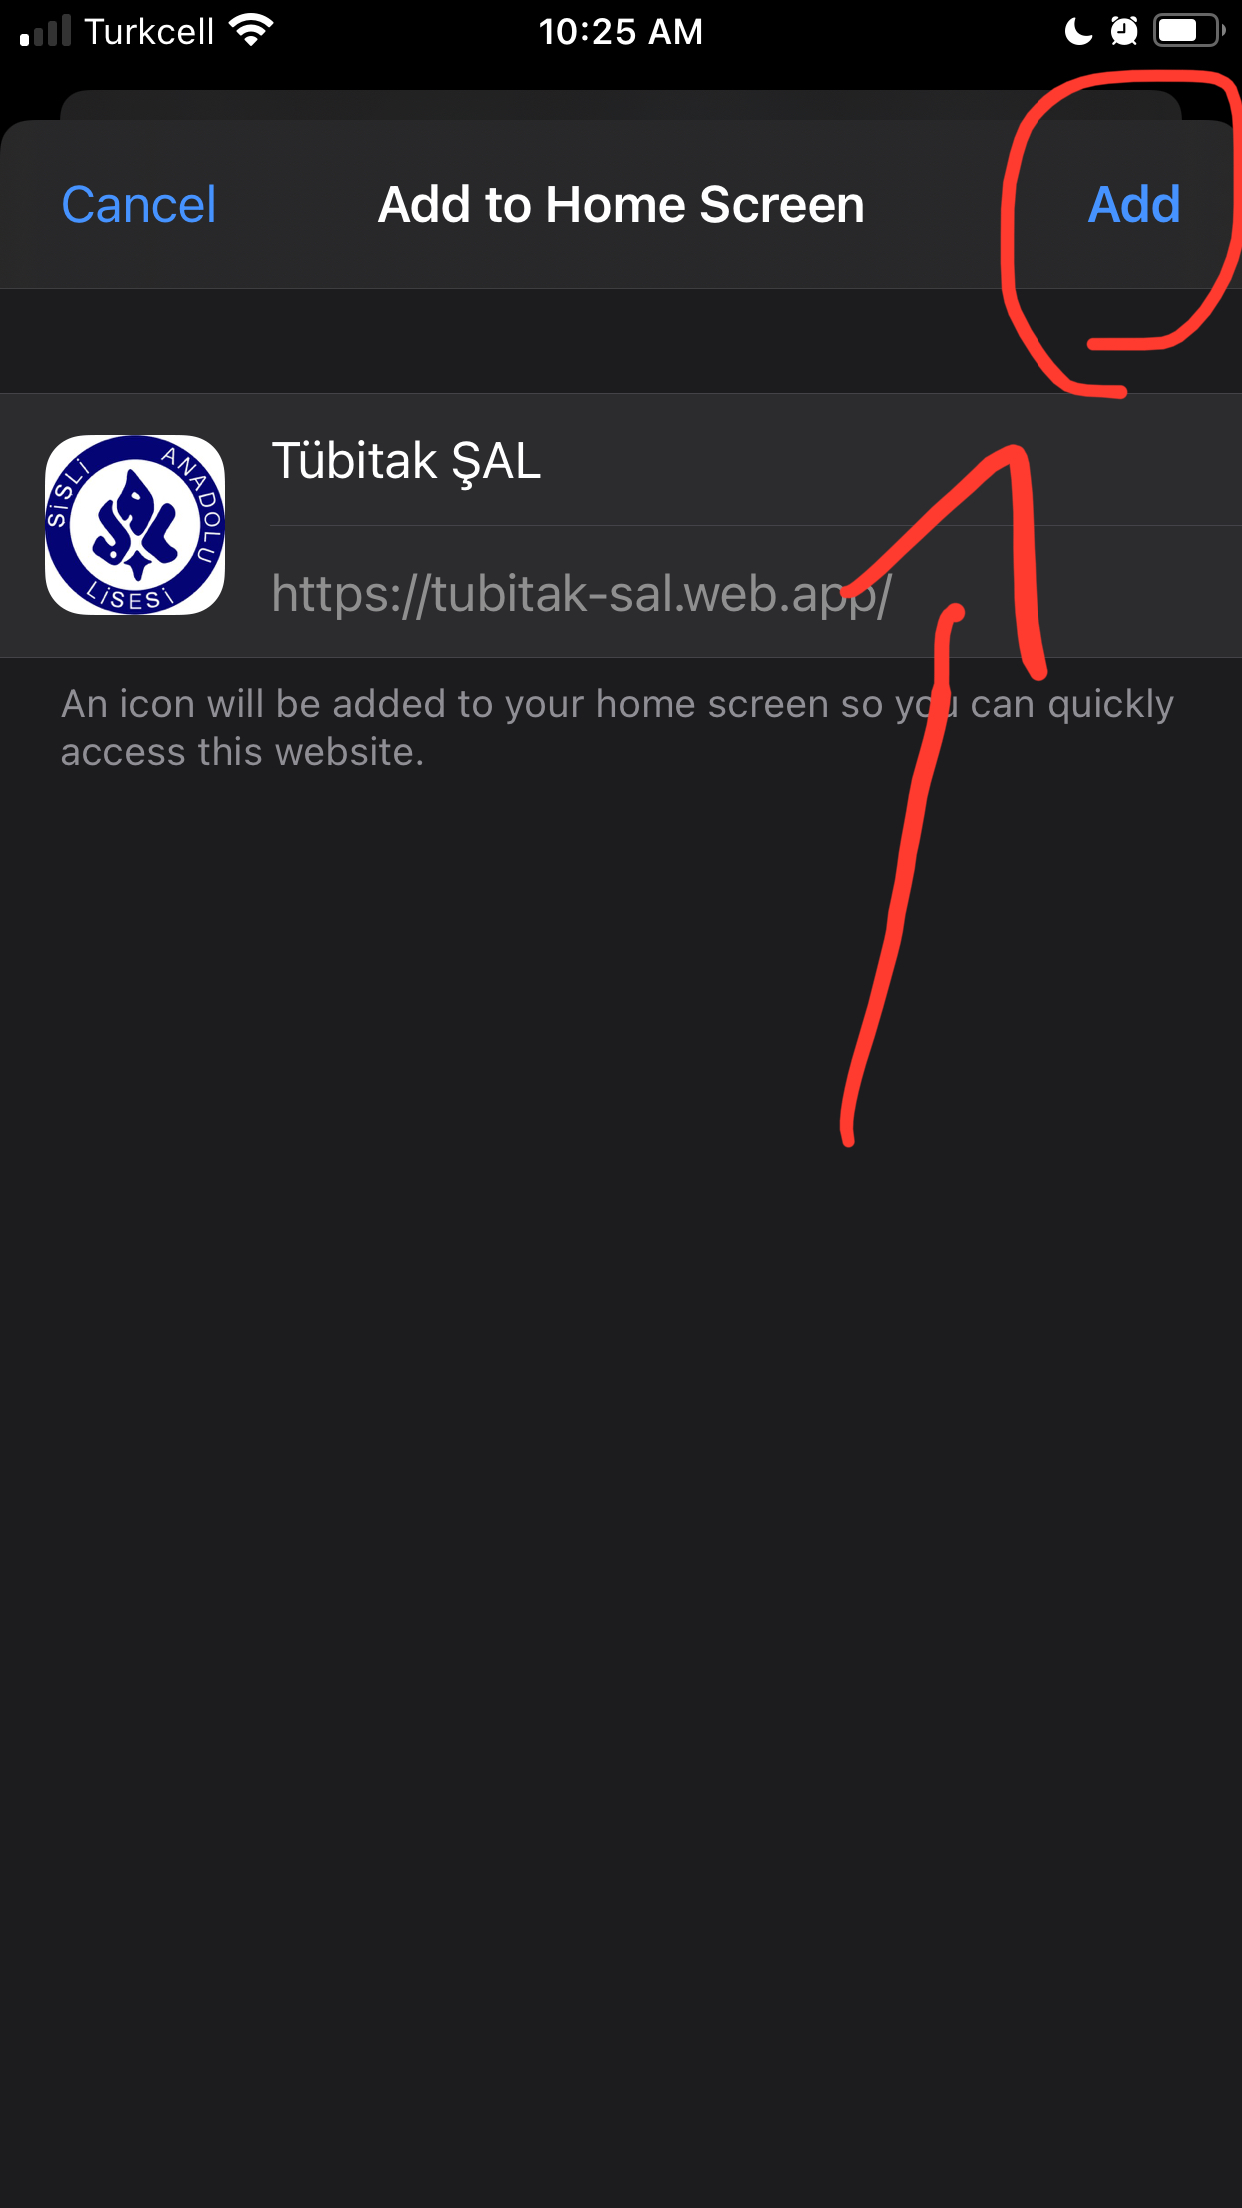 Turkcell 10:25 AM
Cancel Add to Home Screen Add
Tübitak ŞAL
ŞİŞLİ ANADOLU LİSESİ
https://tubitak-sal.web.app/
An icon will be added to your home screen so you can quickly
access this website.